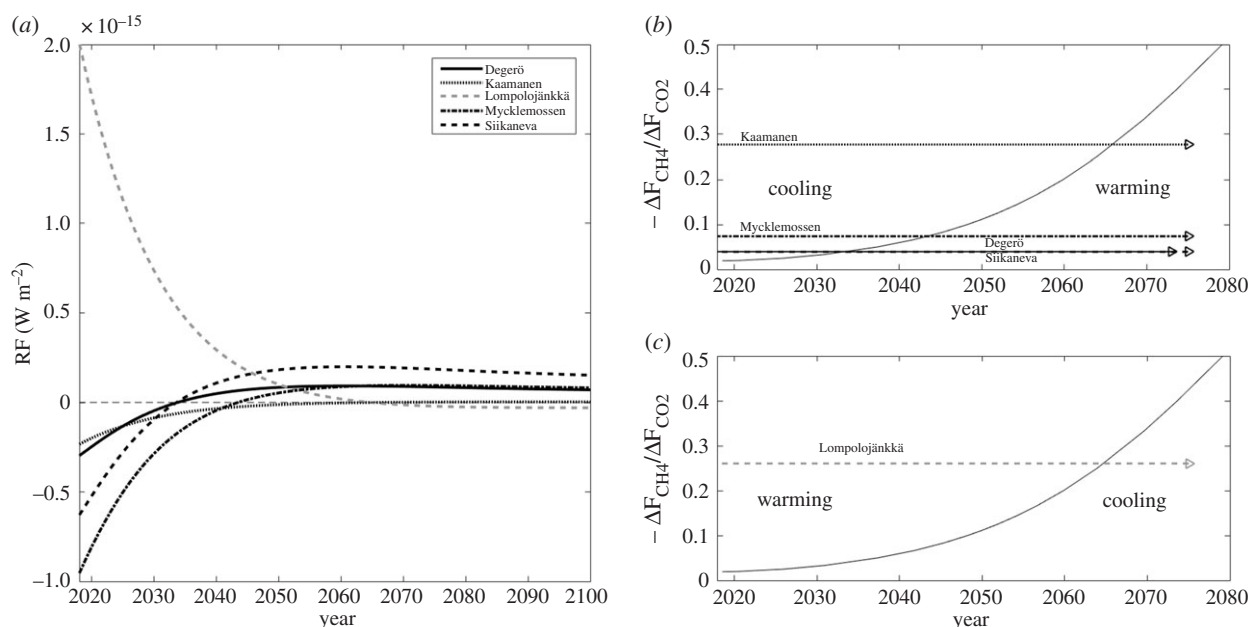 (a)
× 10⁻¹⁵
2.0
1.5
1.0
0.5
0
−0.5
−1.0
RF (W m⁻²)
Degerö
Kaamanen
Lompolojänkkä
Mycklemossen
Siikaneva
2020 2030 2040 2050 2060 2070 2080 2090 2100
year
(b)
0.5
0.4
0.3
0.2
0.1
0
− ΔF_CH4/ΔF_CO2
Kaamanen
cooling warming
Mycklemossen
Degerö
Siikaneva
2020 2030 2040 2050 2060 2070 2080
year
(c)
0.5
0.4
0.3
0.2
0.1
0
− ΔF_CH4/ΔF_CO2
Lompolojänkkä
warming cooling
2020 2030 2040 2050 2060 2070 2080
year